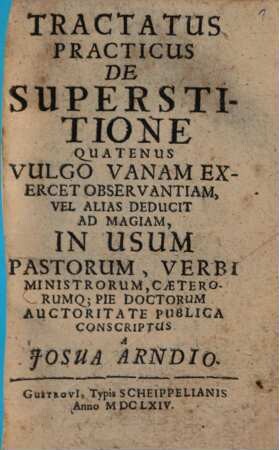 TRACTATUS
PRACTICUS
DE
SUPERSTI-
TIONE
QUATENUS
VULGO VANAM EX-
ERCET OBSERVANTIAM,
VEL ALIAS DEDUCIT
AD MAGIAM,
IN USUM
PASTORUM, VERBI
MINISTRORUM, CÆTERO-
RUMQ; PIE DOCTORUM
AUCTORITATE PUBLICA
CONSCRIPTUS
A
JOSUA ARNDIO.
GUSTROVI, Typis SCHEIPPELIANIS
Anno MDCLXIV.